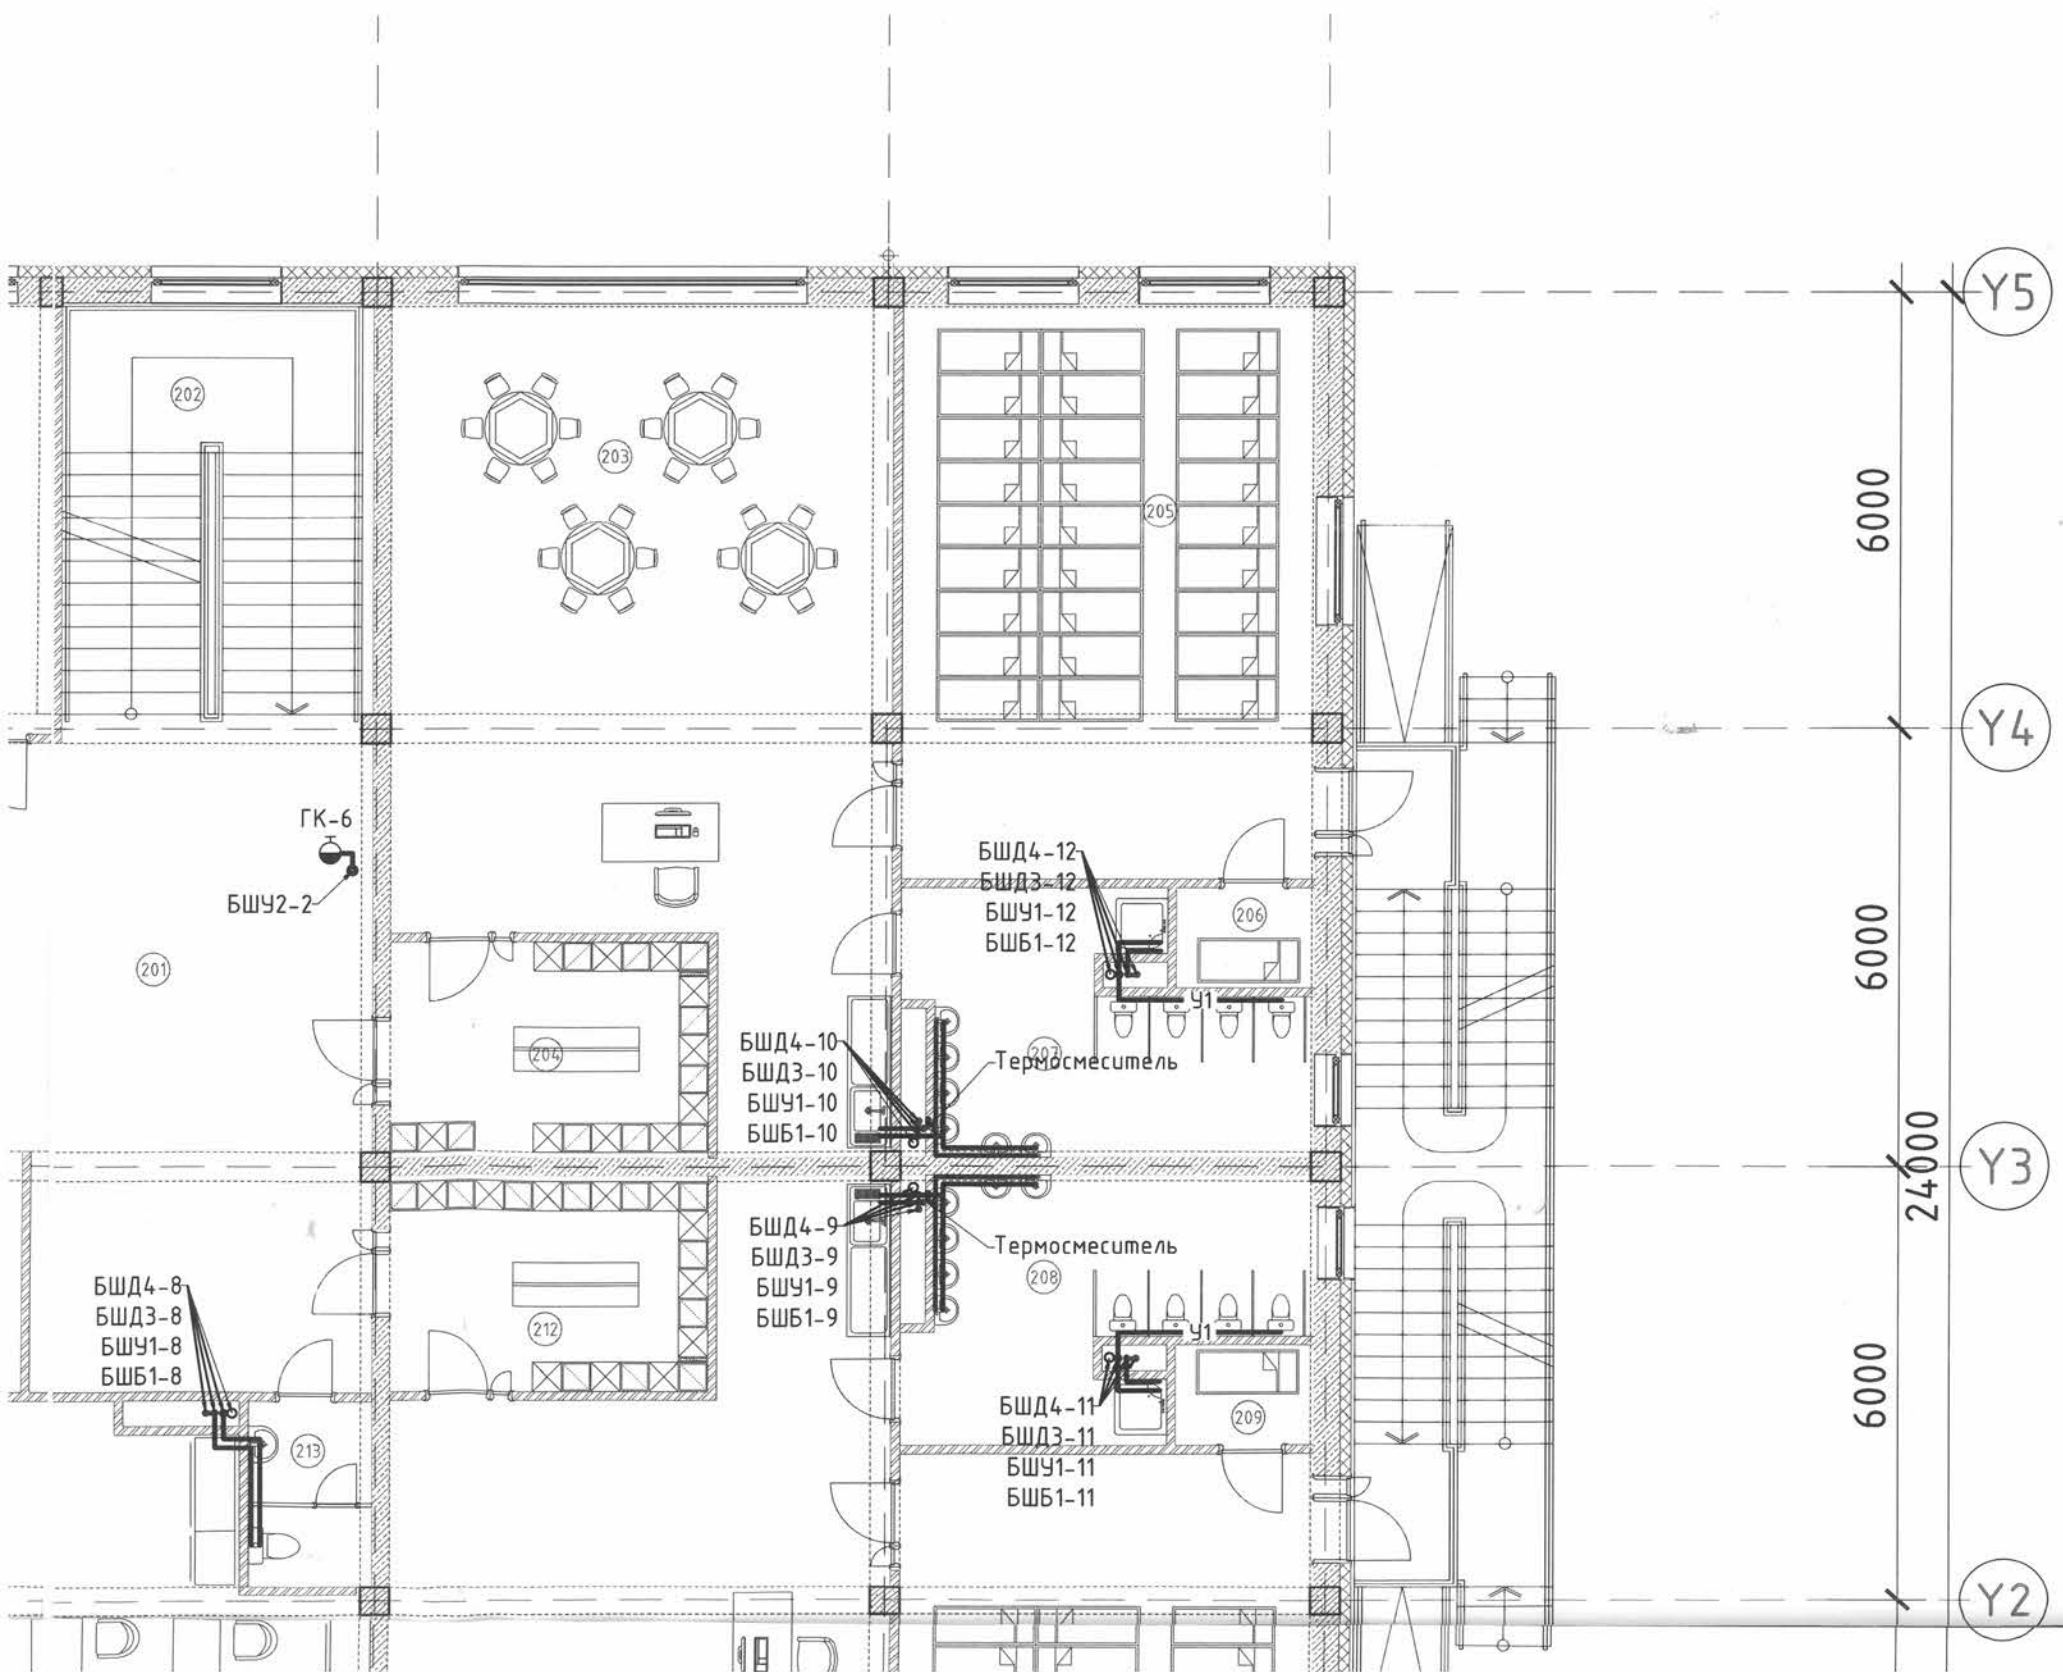 Y5
202
203
6000
205
Y4
ГК-6
БШУ2-2
БШД4-12
БШД3-12
БШУ1-12
БШБ1-12
206
201
6000
У1
204
207
БШД4-10
БШД3-10
БШУ1-10
БШБ1-10
Термосмеситель
24000
Y3
БШД4-9
БШД3-9
БШУ1-9
БШБ1-9
Термосмеситель
208
БШД4-8
БШД3-8
БШУ1-8
БШБ1-8
212
У1
6000
БШД4-11
БШД3-11
БШУ1-11
БШБ1-11
209
213
Y2